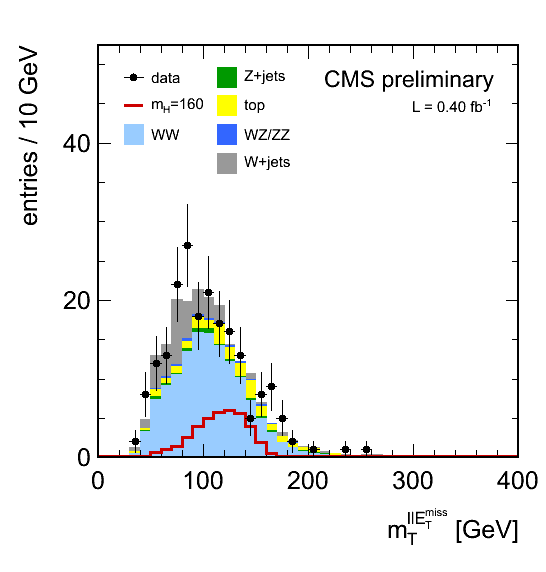 entries / 10 GeV
data
m_H=160
WW
Z+jets
top
WZ/ZZ
W+jets
CMS preliminary
L = 0.40 fb⁻¹
40
20
0
0 100 200 300 400
m_T^{llE_T^{miss}} [GeV]